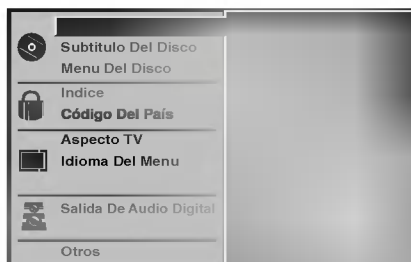 Subtitulo Del Disco
Menu Del Disco
Indice
Código Del País
Aspecto TV
Idioma Del Menu
Salida De Audio Digital
Otros